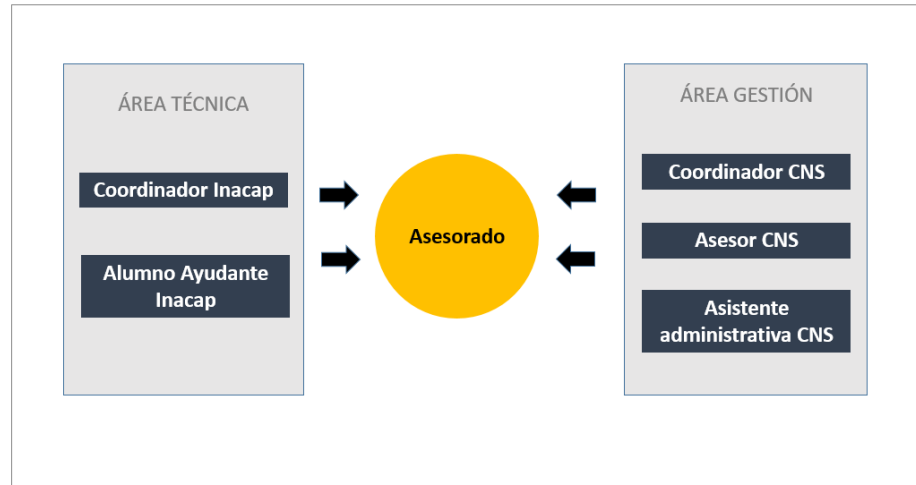 ÁREA TÉCNICA
Coordinador Inacap
Alumno Ayudante
Inacap
Asesorado
ÁREA GESTIÓN
Coordinador CNS
Asesor CNS
Asistente
administrativa CNS